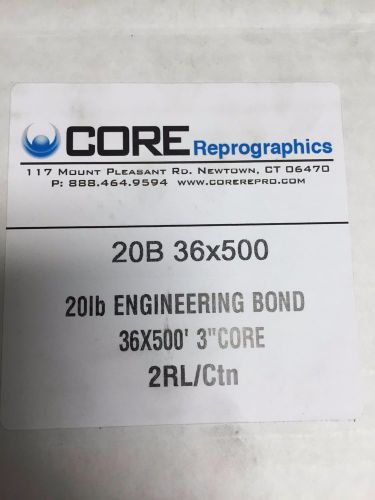 CORE Reprographics
117 Mount Pleasant Rd. Newtown, CT 06470
P: 888.464.9594 www.corerepro.com
20B 36x500
20lb ENGINEERING BOND
36X500' 3"CORE
2RL/Ctn